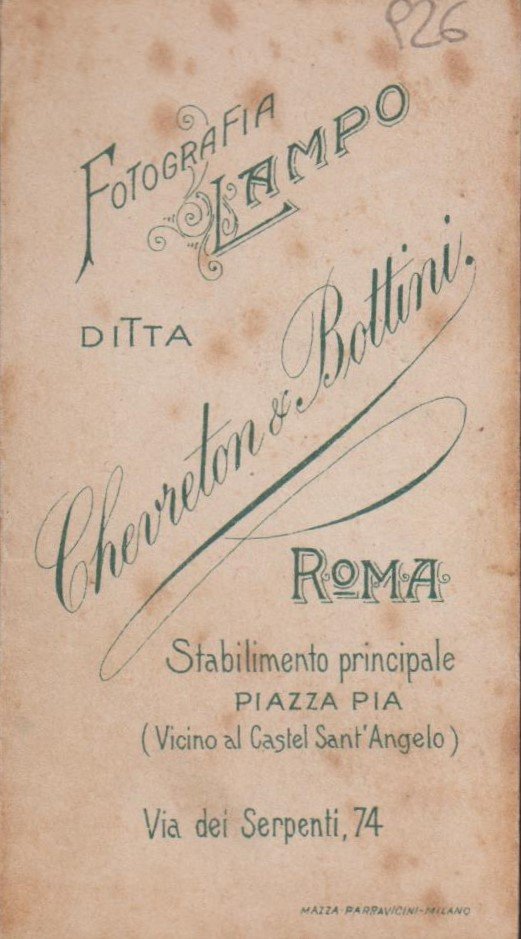 P26
FOTOGRAFIA
LAMPO
DITTA
Chevreton & Bottini.
ROMA
Stabilimento principale
PIAZZA PIA
(Vicino al Castel Sant'Angelo)
Via dei Serpenti, 74
MAZZA-PARRAVICINI-MILANO